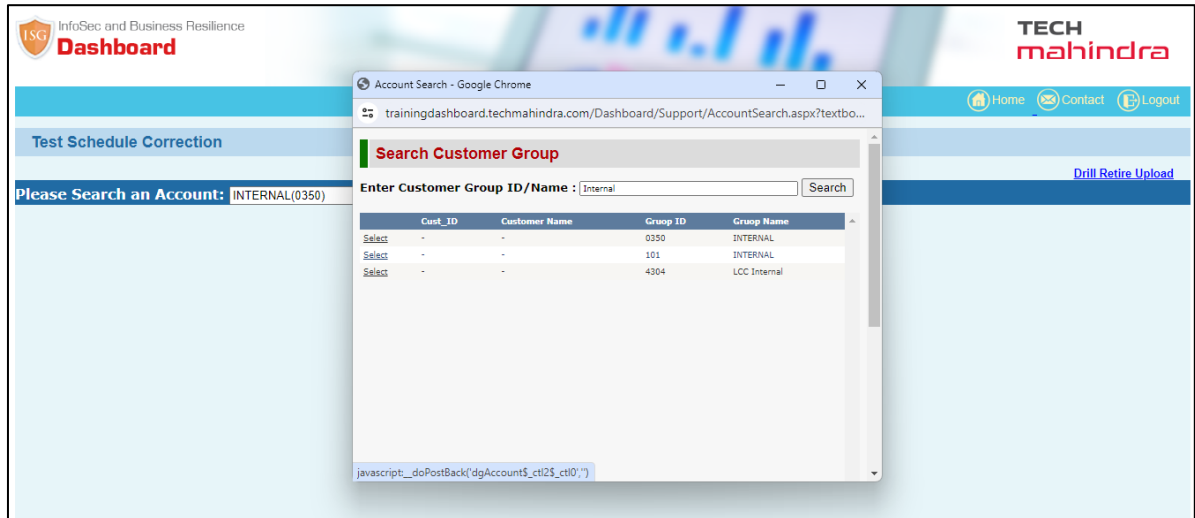 ISG
InfoSec and Business Resilience
Dashboard
TECH
mahindra
Home Contact Logout
Test Schedule Correction
Drill Retire Upload
Please Search an Account: INTERNAL(0350)
Account Search - Google Chrome
trainingdashboard.techmahindra.com/Dashboard/Support/AccountSearch.aspx?textbo...
Search Customer Group
Enter Customer Group ID/Name : Internal Search
Cust_ID Customer Name Gruop ID Gruop Name
Select - - 0350 INTERNAL
Select - - 101 INTERNAL
Select - - 4304 LCC Internal
javascript:__doPostBack('dgAccount$_ctl2$_ctl0','')